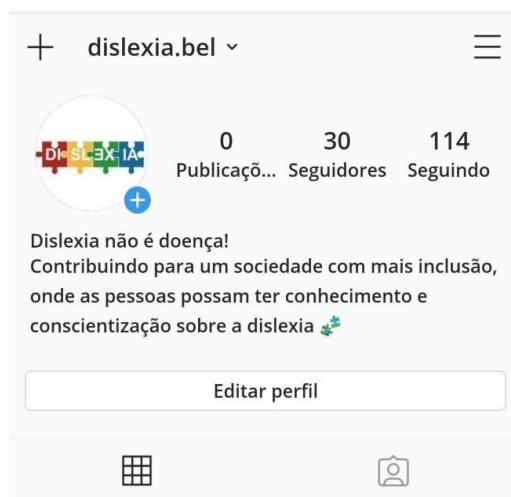 dislexia.bel
DISLEXIA
0 30 114
Publicaçõ... Seguidores Seguindo
Dislexia não é doença!
Contribuindo para um sociedade com mais inclusão,
onde as pessoas possam ter conhecimento e
conscientização sobre a dislexia
Editar perfil